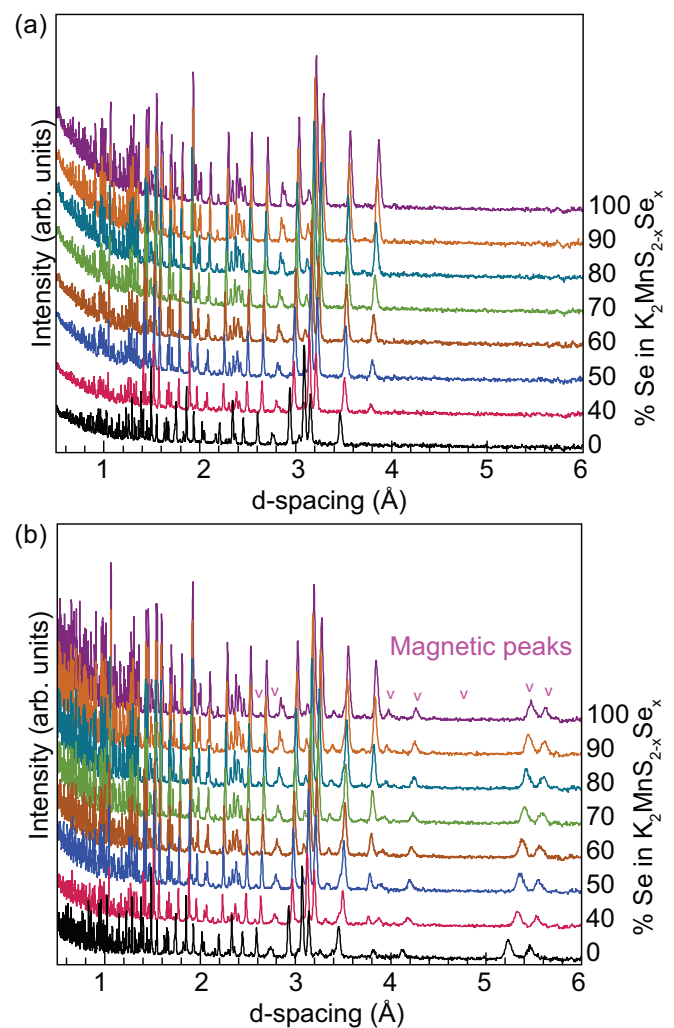 (a)
Intensity (arb. units)
100
90
80
70
60
50
40
0
% Se in K₂MnS₂₋ₓSeₓ
1 2 3 4 5 6
d-spacing (Å)
(b)
Intensity (arb. units)
Magnetic peaks
v v v v v v v
100
90
80
70
60
50
40
0
% Se in K₂MnS₂₋ₓSeₓ
1 2 3 4 5 6
d-spacing (Å)